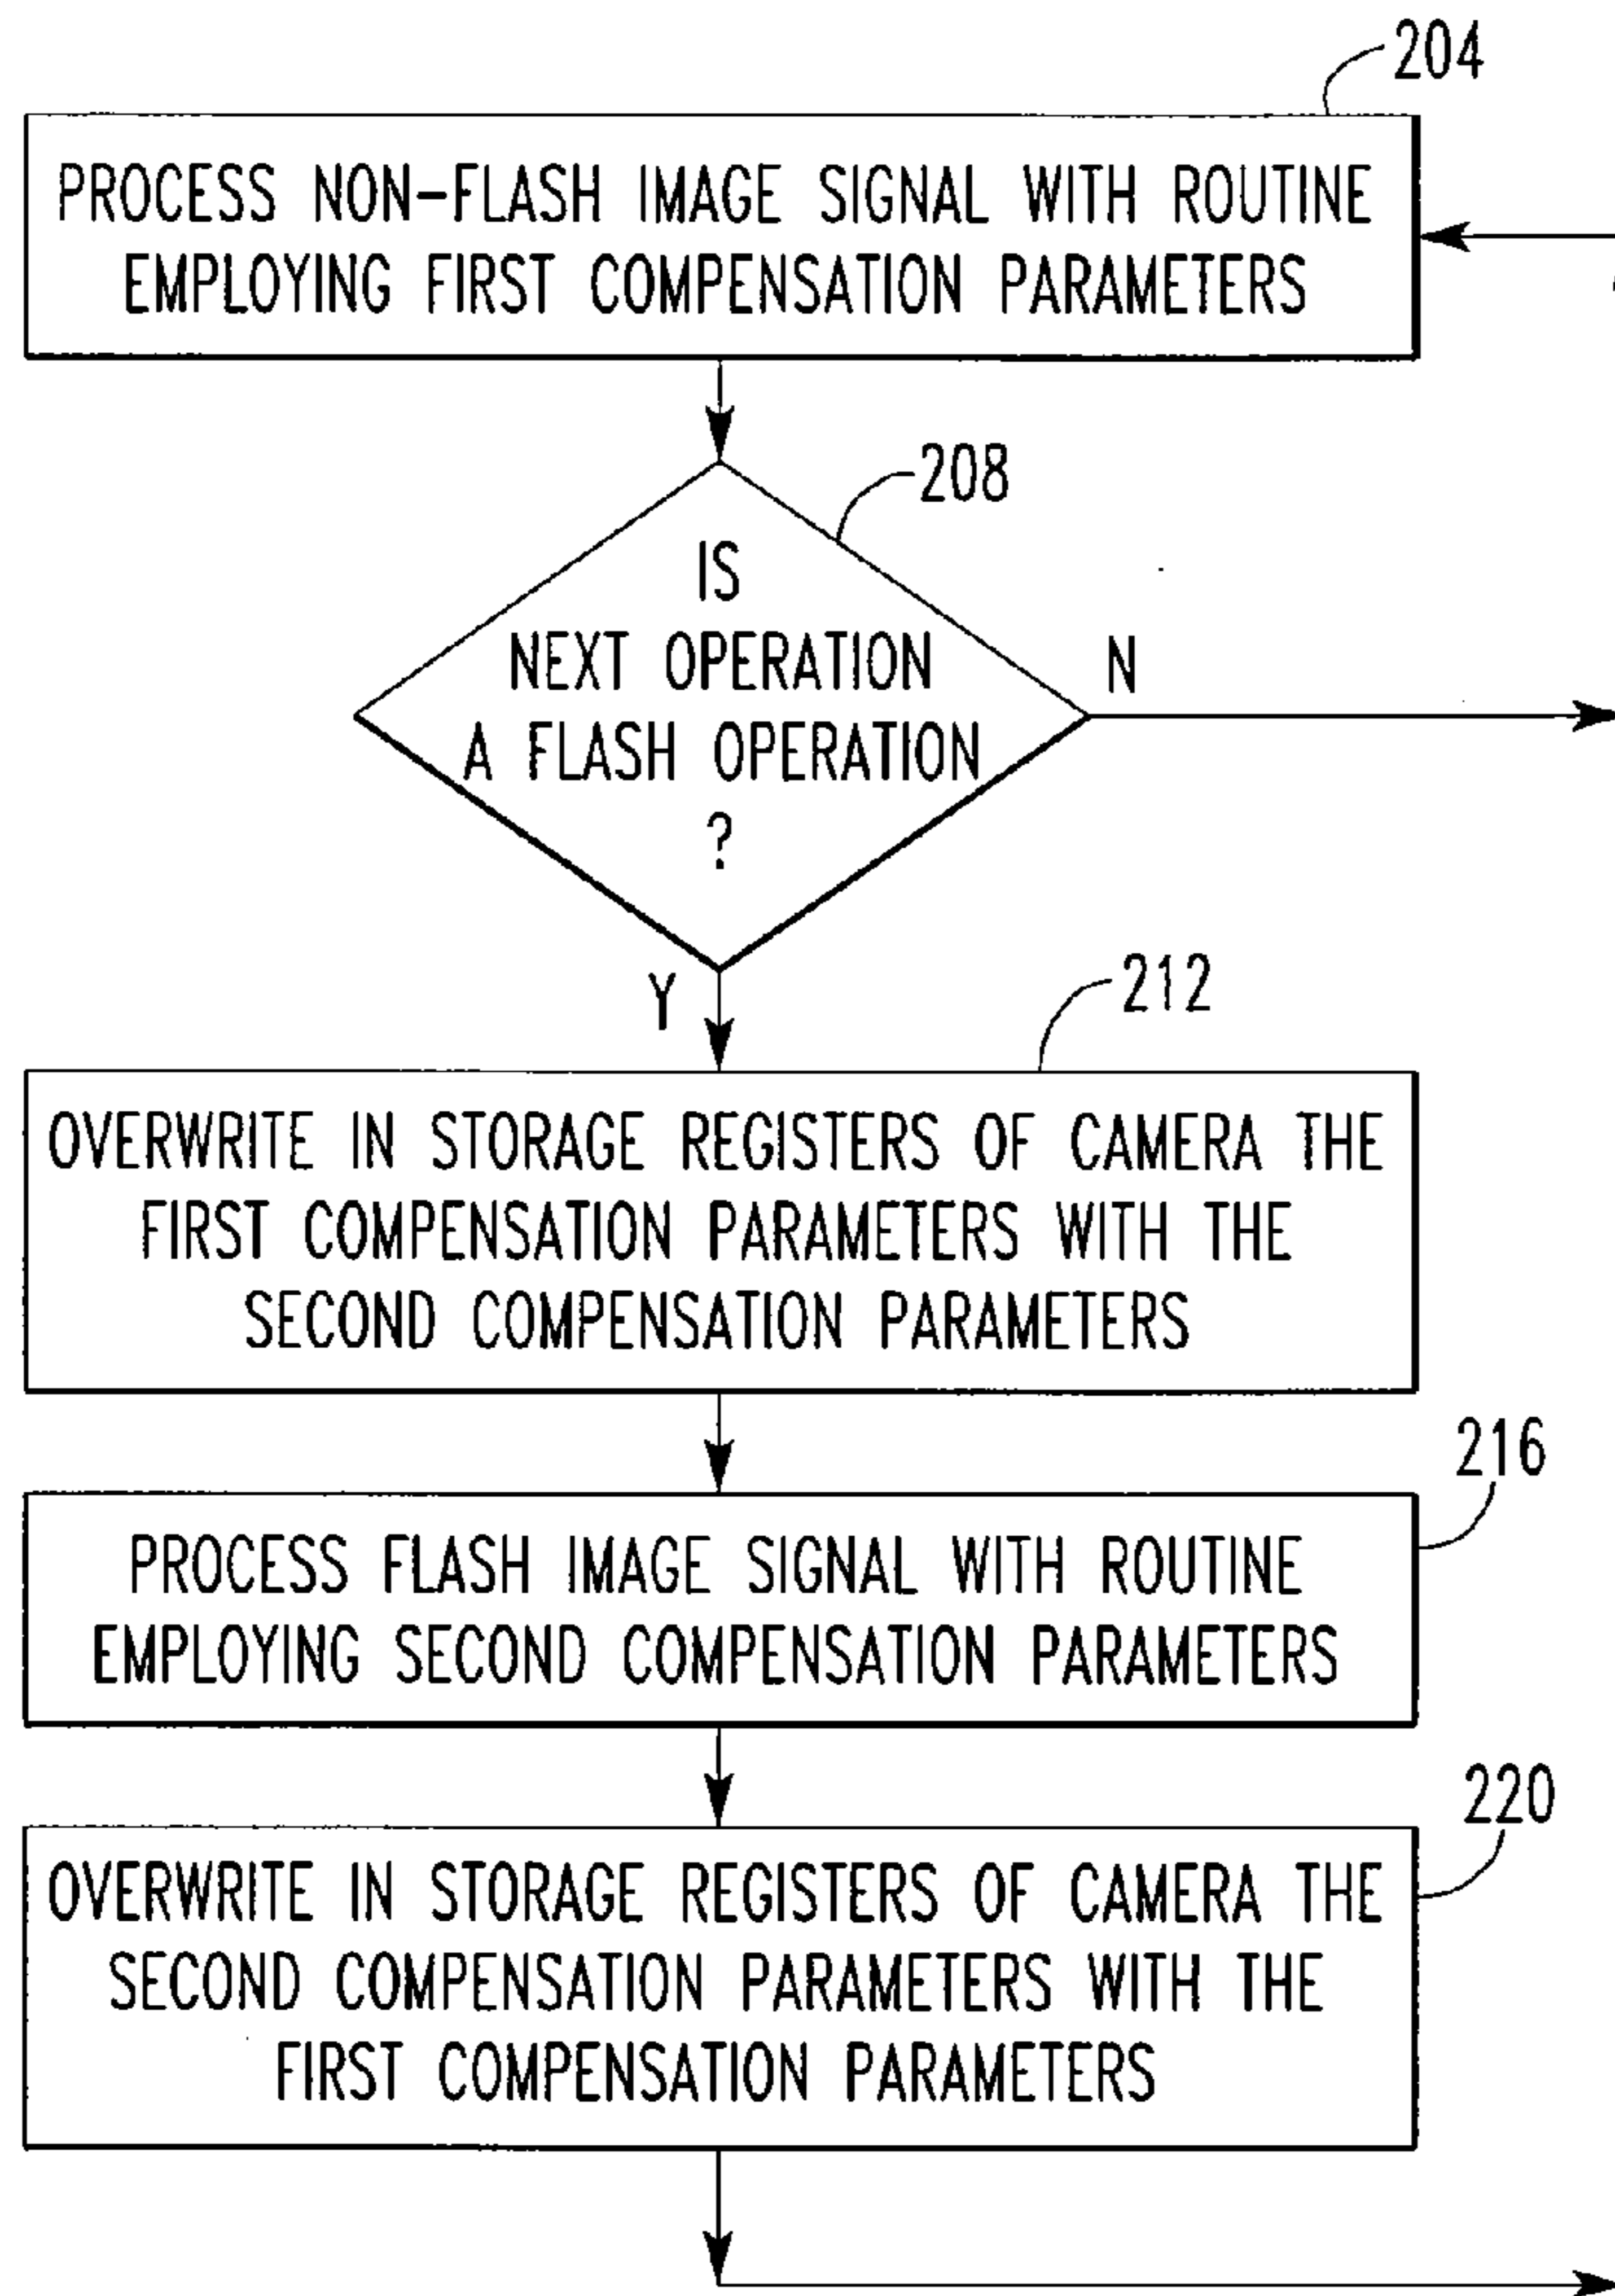 204
PROCESS NON-FLASH IMAGE SIGNAL WITH ROUTINE
EMPLOYING FIRST COMPENSATION PARAMETERS
208
IS
NEXT OPERATION
A FLASH OPERATION
?
N
Y
212
OVERWRITE IN STORAGE REGISTERS OF CAMERA THE
FIRST COMPENSATION PARAMETERS WITH THE
SECOND COMPENSATION PARAMETERS
216
PROCESS FLASH IMAGE SIGNAL WITH ROUTINE
EMPLOYING SECOND COMPENSATION PARAMETERS
220
OVERWRITE IN STORAGE REGISTERS OF CAMERA THE
SECOND COMPENSATION PARAMETERS WITH THE
FIRST COMPENSATION PARAMETERS